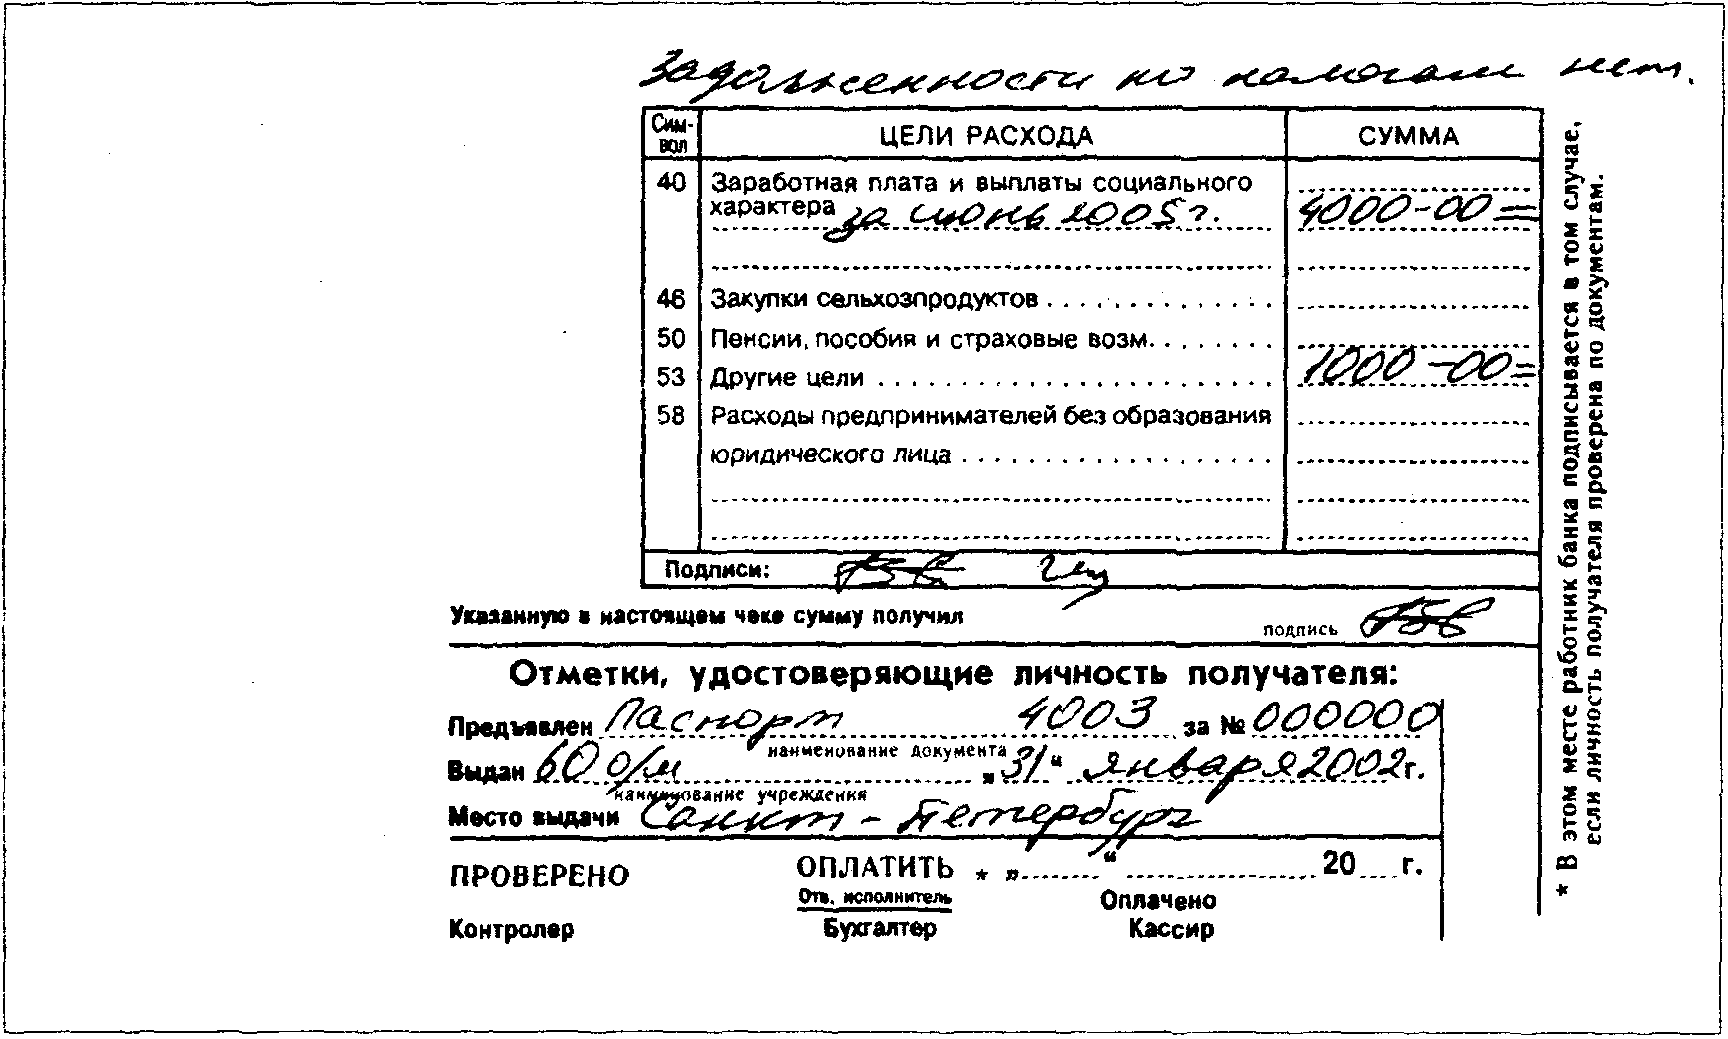 Задолженности по налогам нет.
Сим-
вол
ЦЕЛИ РАСХОДА
СУММА
40 Заработная плата и выплаты социального
характера за июнь 2005 г. 4000-00=
46 Закупки сельхозпродуктов
50 Пенсии, пособия и страховые возм.
53 Другие цели 1000-00=
58 Расходы предпринимателей без образования
юридического лица
Подписи:
Указанную в настоящем чеке сумму получил
подпись
Отметки, удостоверяющие личность получателя:
Предъявлен Паспорт 4003 за № 000000
наименование документа
Выдан 60 о/м „31“ января 2002 г.
наименование учреждения
Место выдачи Санкт-Петербург
ПРОВЕРЕНО ОПЛАТИТЬ * „ “ 20 г.
Отв. исполнитель Оплачено
Контролер Бухгалтер Кассир
* В этом месте работник банка подписывается в том случае,
если личность получателя проверена по документам.